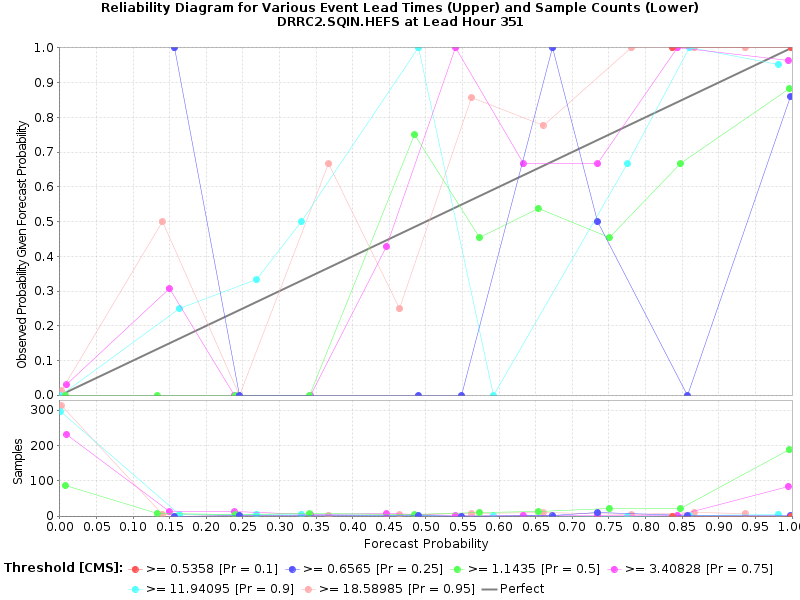 Reliability Diagram for Various Event Lead Times (Upper) and Sample Counts (Lower)
DRRC2.SQIN.HEFS at Lead Hour 351
Observed Probability Given Forecast Probability
1.0
0.9
0.8
0.7
0.6
0.5
0.4
0.3
0.2
0.1
0.0
Samples
300
200
100
0
0.00 0.05 0.10 0.15 0.20 0.25 0.30 0.35 0.40 0.45 0.50 0.55 0.60 0.65 0.70 0.75 0.80 0.85 0.90 0.95 1.0
Forecast Probability
Threshold [CMS]: >= 0.5358 [Pr = 0.1] >= 0.6565 [Pr = 0.25] >= 1.1435 [Pr = 0.5] >= 3.40828 [Pr = 0.75]
>= 11.94095 [Pr = 0.9] >= 18.58985 [Pr = 0.95] Perfect